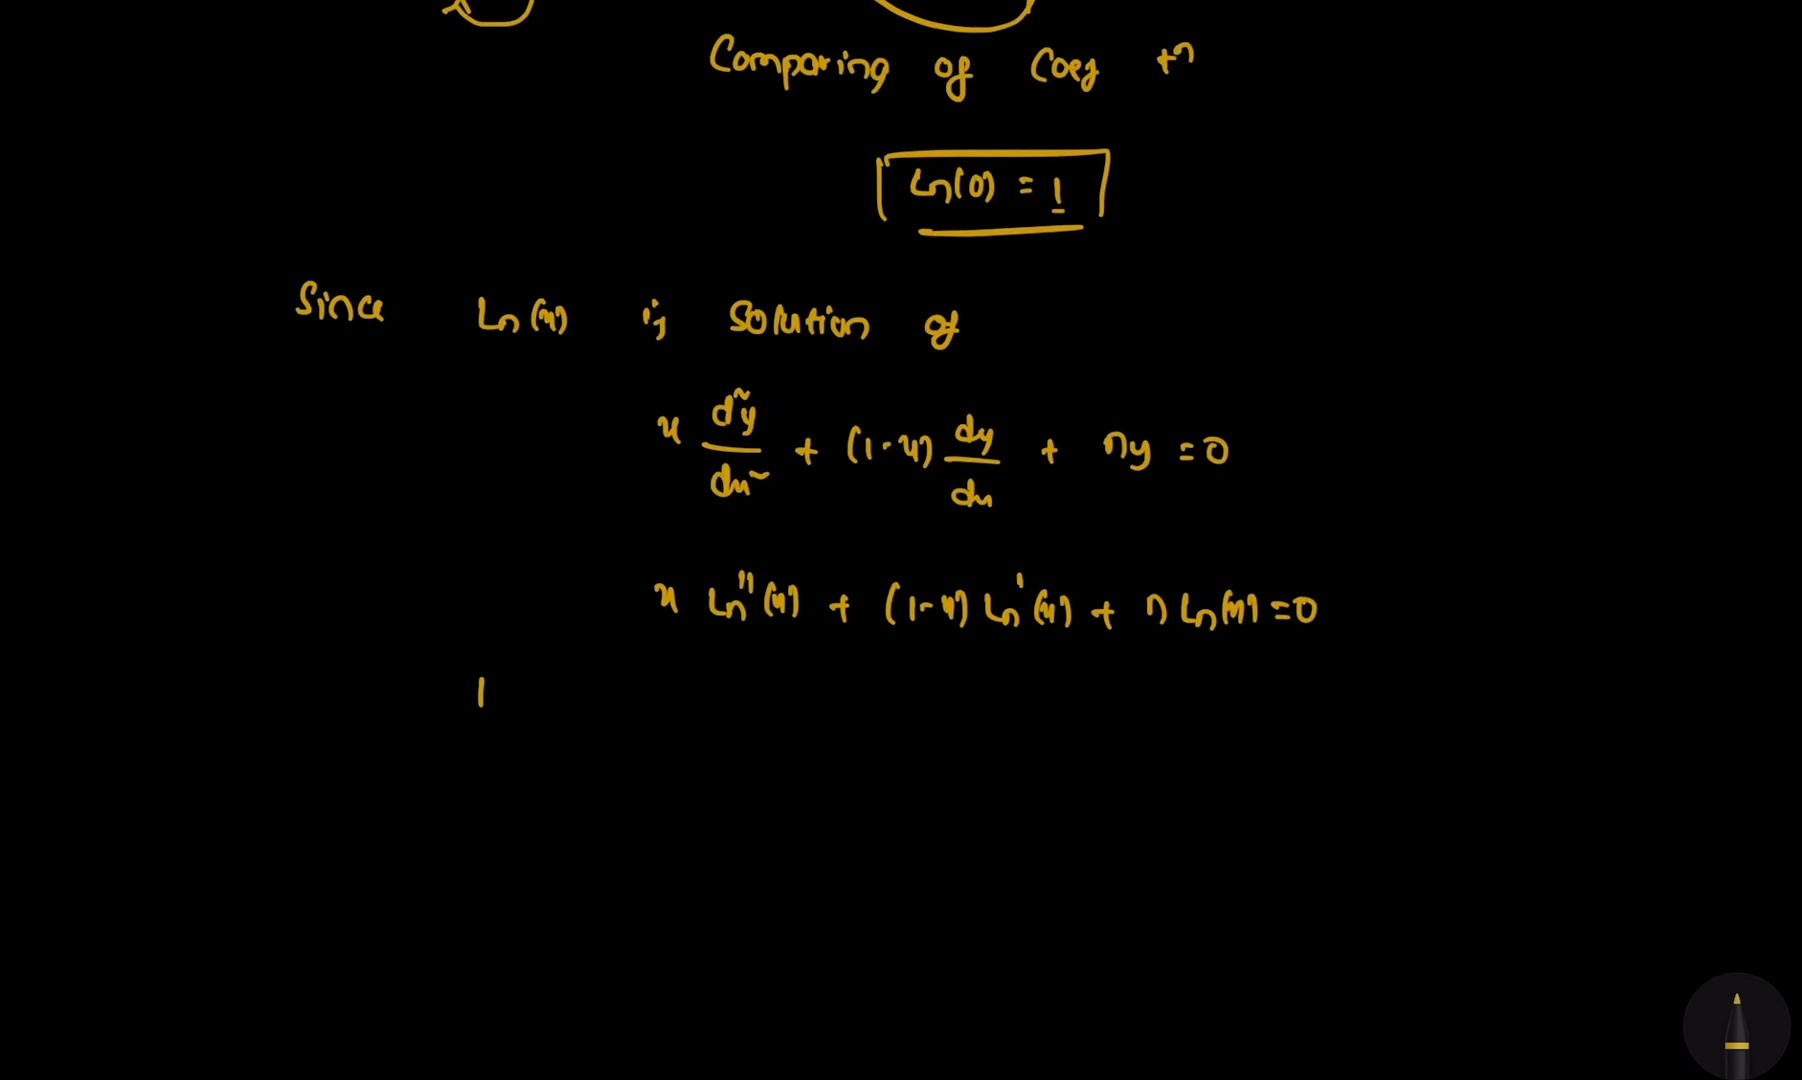 Comparing of Coef tⁿ
Ln(0) = 1
Since Ln(x) is solution of
x d²y/dx² + (1-x) dy/dx + ny = 0
x Ln''(x) + (1-x) Ln'(x) + n Ln(x) = 0